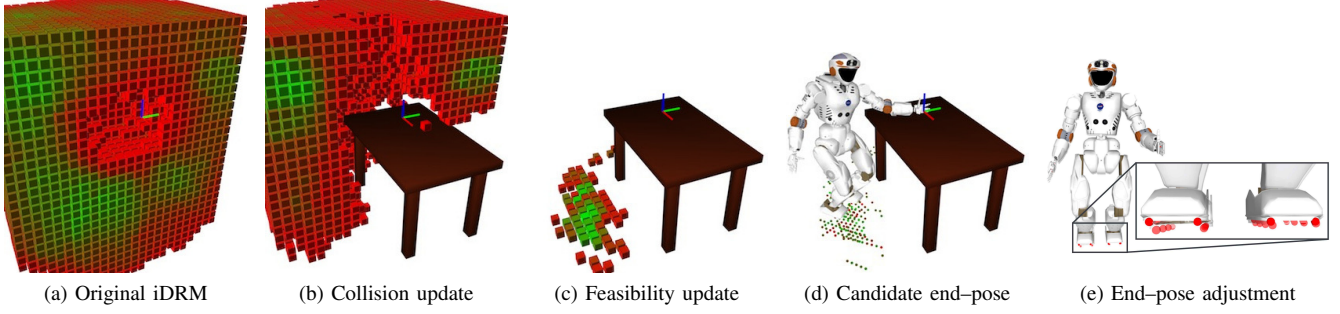 (a) Original iDRM
(b) Collision update
(c) Feasibility update
(d) Candidate end–pose
(e) End–pose adjustment